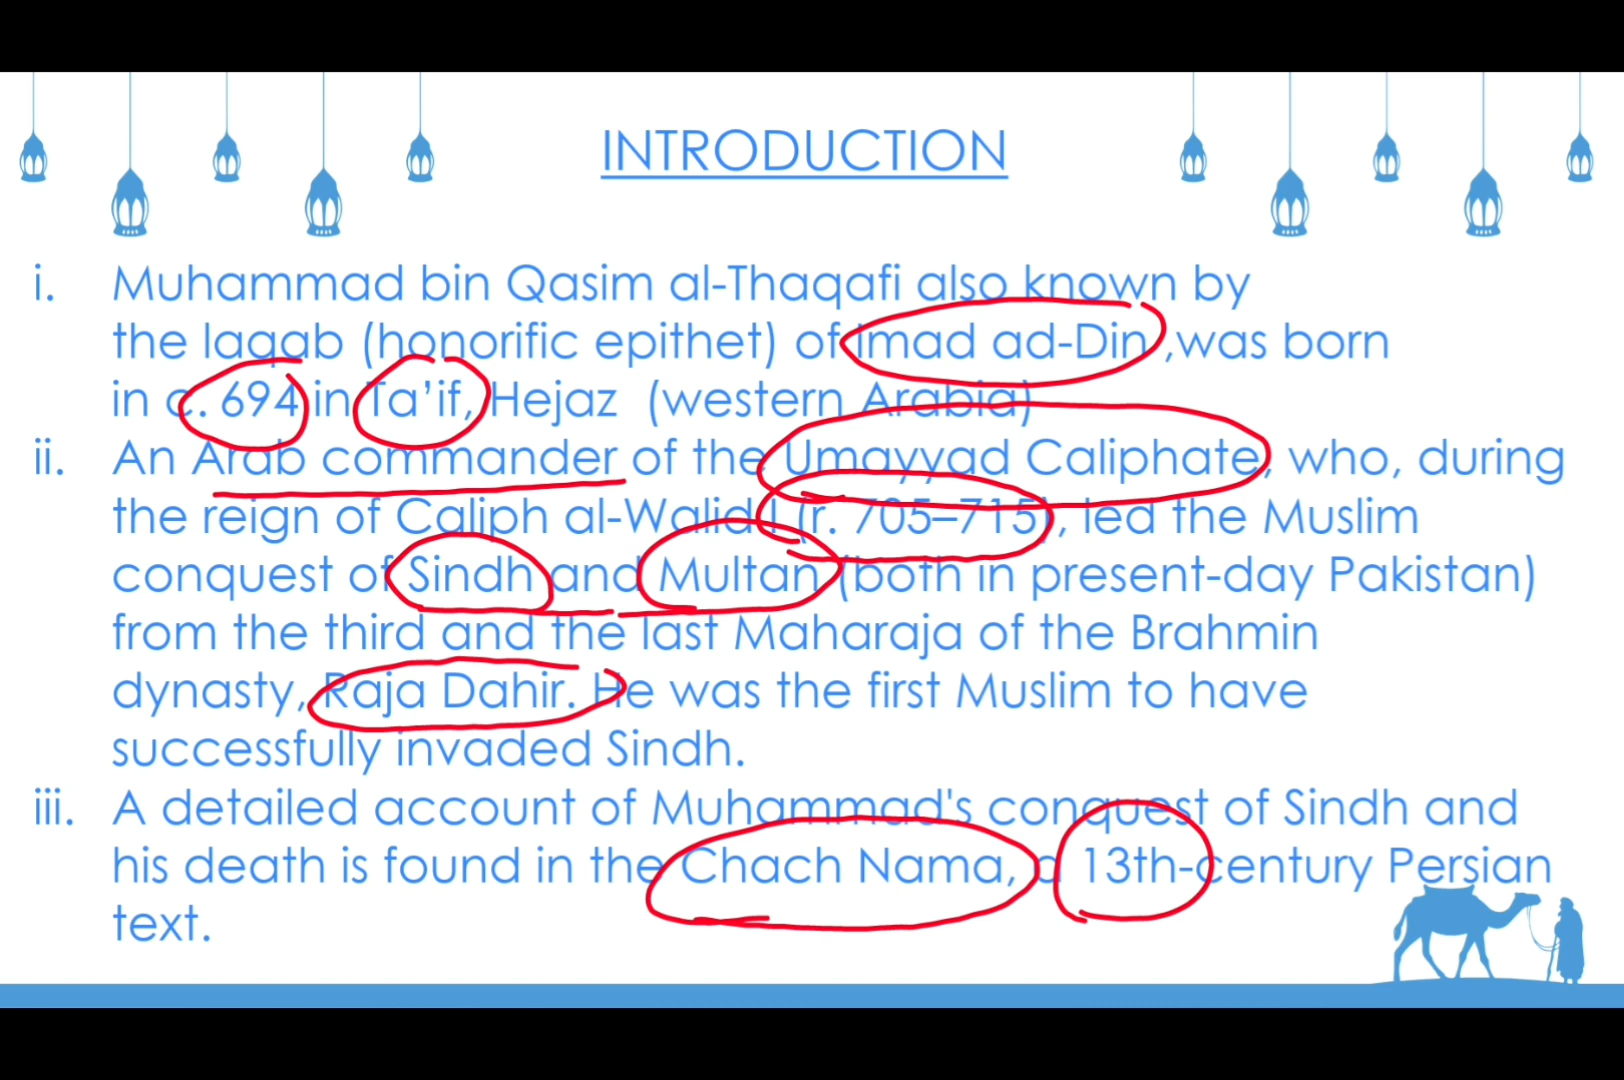 INTRODUCTION
i. Muhammad bin Qasim al-Thaqafi also known by
the laqab (honorific epithet) of Imad ad-Din ,was born
in c. 694 in Ta’if, Hejaz (western Arabia)
ii. An Arab commander of the Umayyad Caliphate, who, during
the reign of Caliph al-Walid I (r. 705–715), led the Muslim
conquest of Sindh and Multan (both in present-day Pakistan)
from the third and the last Maharaja of the Brahmin
dynasty, Raja Dahir. He was the first Muslim to have
successfully invaded Sindh.
iii. A detailed account of Muhammad's conquest of Sindh and
his death is found in the Chach Nama, a 13th-century Persian
text.